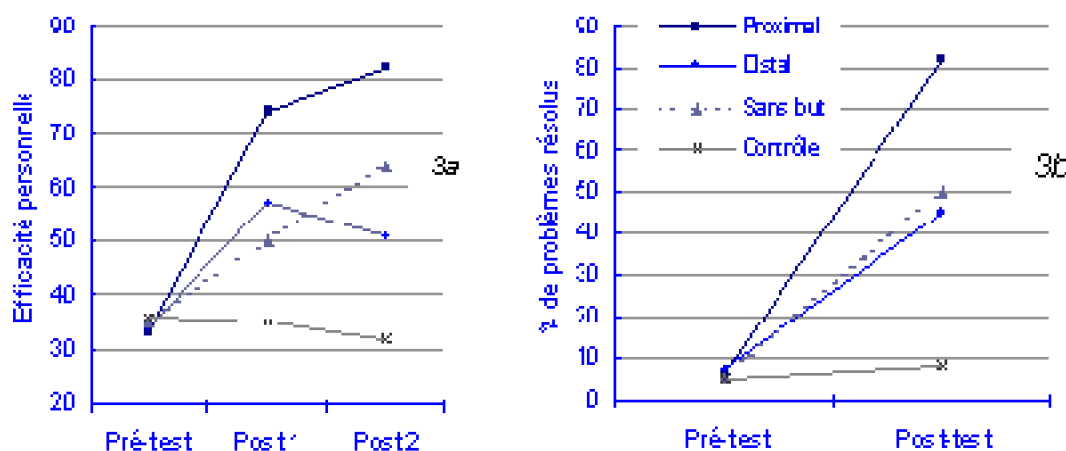 Efficacité personnelle
90
80
70
60
50
40
30
20
Pré-test Post1 Post2
3a
% de problèmes résolus
90
80
70
60
50
40
30
20
10
0
Pré-test Post-test
Proximal
Distal
Sans but
Contrôle
3b